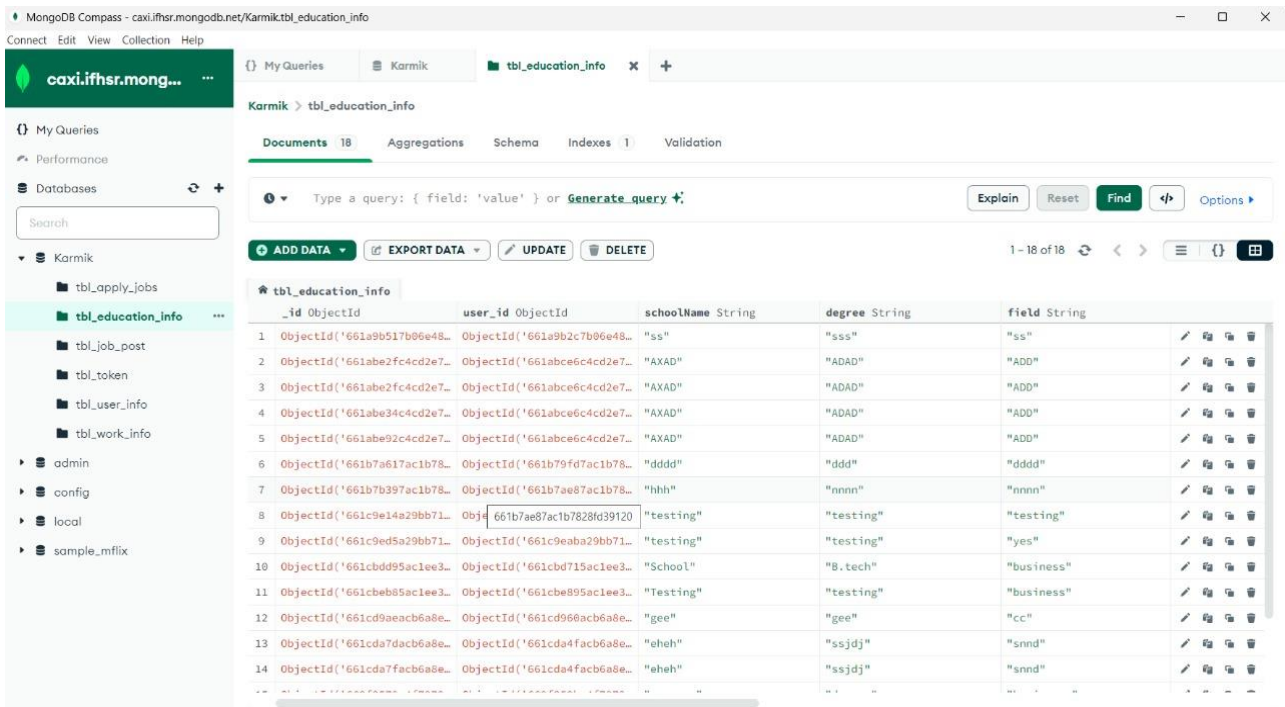 MongoDB Compass - caxi.ifhsr.mongodb.net/Karmik.tbl_education_info
Connect Edit View Collection Help
caxi.ifhsr.mong... ...
{} My Queries
Performance
Databases
Search
Karmik
tbl_apply_jobs
tbl_education_info ...
tbl_job_post
tbl_token
tbl_user_info
tbl_work_info
admin
config
local
sample_mflix
{} My Queries Karmik tbl_education_info
Karmik > tbl_education_info
Documents 18 Aggregations Schema Indexes 1 Validation
Type a query: { field: 'value' } or Generate query Explain Reset Find </> Options
ADD DATA EXPORT DATA UPDATE DELETE 1 – 18 of 18 {}
tbl_education_info
_id ObjectId user_id ObjectId schoolName String degree String field String
1 ObjectId('661a9b517b06e48… ObjectId('661a9b2c7b06e48… "ss" "sss" "ss"
2 ObjectId('661abe2fc4cd2e7… ObjectId('661abce6c4cd2e7… "AXAD" "ADAD" "ADD"
3 ObjectId('661abe2fc4cd2e7… ObjectId('661abce6c4cd2e7… "AXAD" "ADAD" "ADD"
4 ObjectId('661abe34c4cd2e7… ObjectId('661abce6c4cd2e7… "AXAD" "ADAD" "ADD"
5 ObjectId('661abe92c4cd2e7… ObjectId('661abce6c4cd2e7… "AXAD" "ADAD" "ADD"
6 ObjectId('661b7a617ac1b78… ObjectId('661b79fd7ac1b78… "dddd" "ddd" "dddd"
7 ObjectId('661b7b397ac1b78… ObjectId('661b7ae87ac1b78… "hhh" "nnnn" "nnnn"
8 ObjectId('661c9e14a29bb71… Obje 661b7ae87ac1b7828fd39120 "testing" "testing" "testing"
9 ObjectId('661c9ed5a29bb71… ObjectId('661c9eaba29bb71… "testing" "testing" "yes"
10 ObjectId('661cbdd95ac1ee3… ObjectId('661cbd715ac1ee3… "School" "B.tech" "business"
11 ObjectId('661cbeb85ac1ee3… ObjectId('661cbe895ac1ee3… "Testing" "testing" "business"
12 ObjectId('661cd9aeacb6a8e… ObjectId('661cd960acb6a8e… "gee" "gee" "cc"
13 ObjectId('661cda7dacb6a8e… ObjectId('661cda4facb6a8e… "eheh" "ssjdj" "snnd"
14 ObjectId('661cda7facb6a8e… ObjectId('661cda4facb6a8e… "eheh" "ssjdj" "snnd"